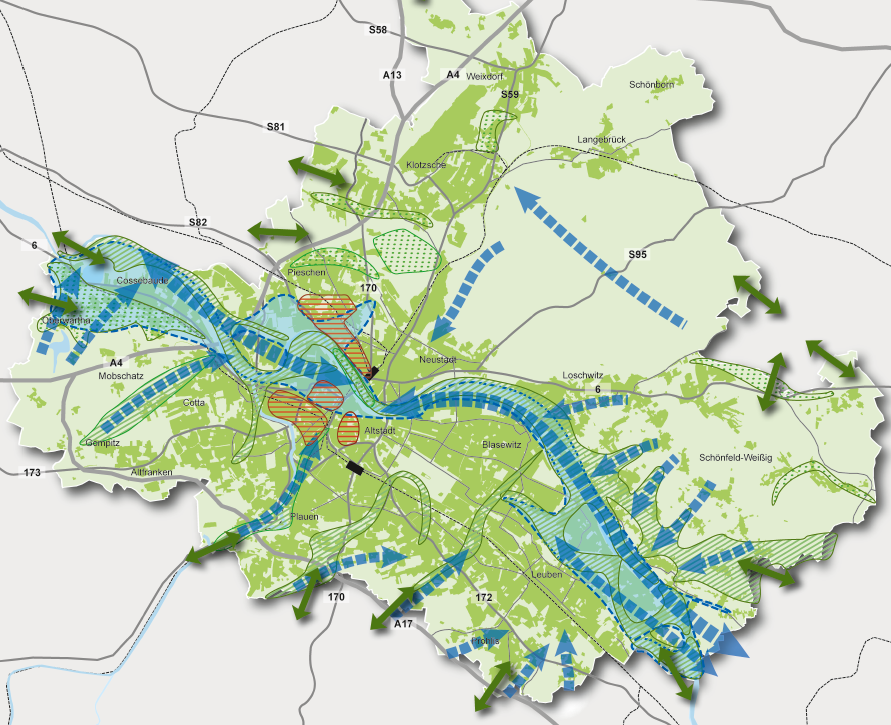 S58
A13
A4
Weixdorf
S59
Schönborn
S81
Langebrück
Klotzsche
S82
6
S95
Pieschen
Cossebaude
170
Oberwartha
A4
Neustadt
Mobschatz
Loschwitz
6
Cotta
Altstadt
Gompitz
Blasewitz
Schönfeld-Weißig
173
Altfranken
Plauen
Leuben
170
172
A17
Prohlis